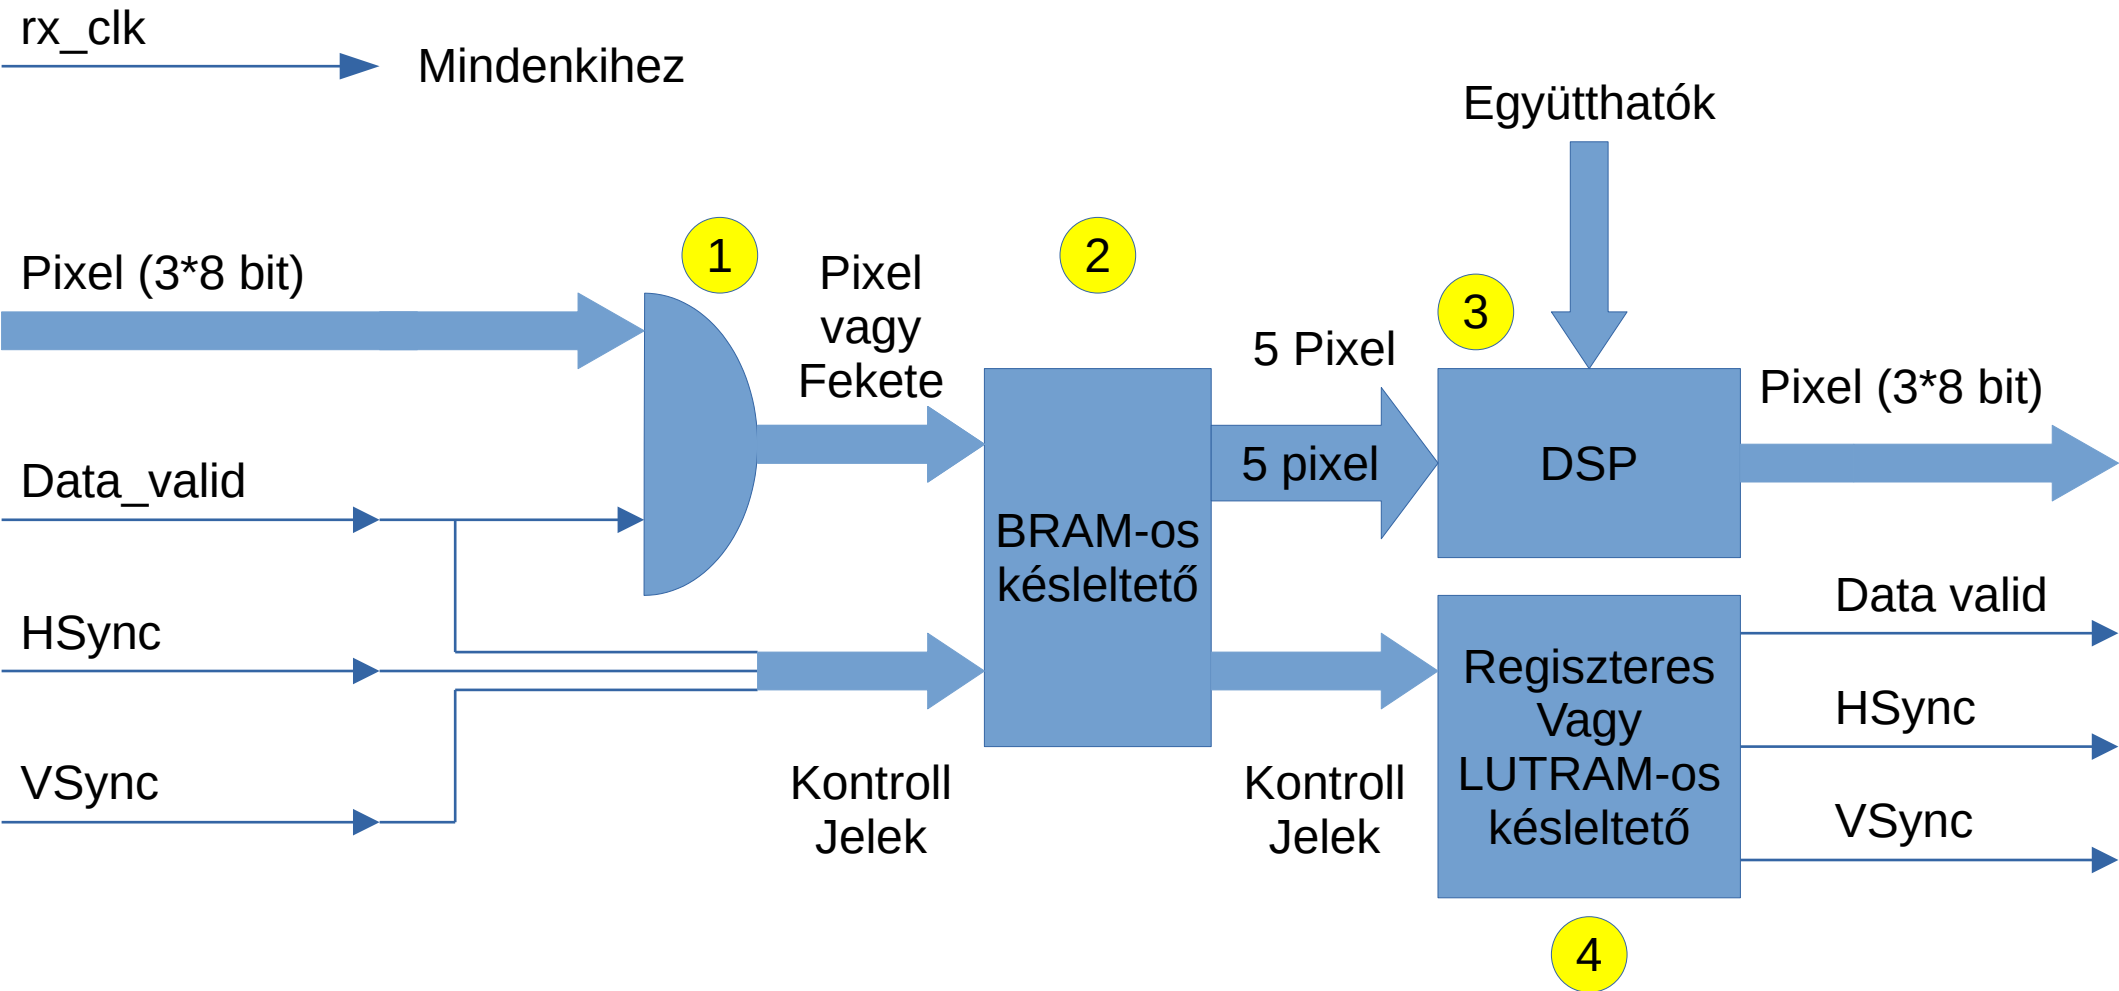 rx_clk
Mindenkihez
Együtthatók
Pixel (3*8 bit)
1
Pixel
vagy
Fekete
2
3
5 Pixel
5 pixel
DSP
Pixel (3*8 bit)
Data_valid
BRAM-os
késleltető
HSync
VSync
Kontroll
Jelek
Kontroll
Jelek
Regiszteres
Vagy
LUTRAM-os
késleltető
Data valid
HSync
VSync
4